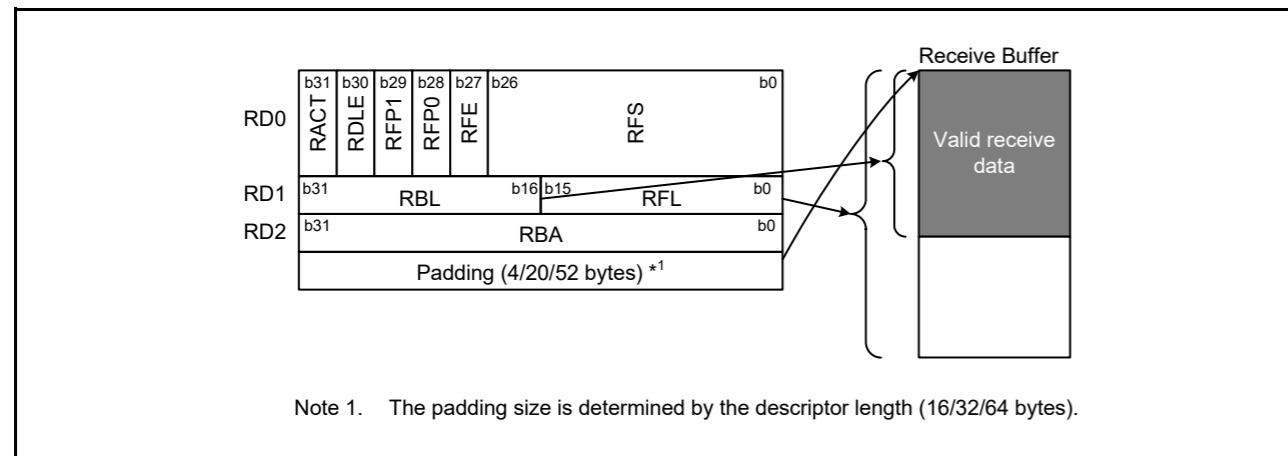 Receive Buffer
b31 b30 b29 b28 b27 b26 b0
RD0 RACT RDLE RFP1 RFP0 RFE RFS
Valid receive
data
RD1 b31 RBL b16 b15 RFL b0
RD2 b31 RBA b0
Padding (4/20/52 bytes) *1
Note 1. The padding size is determined by the descriptor length (16/32/64 bytes).